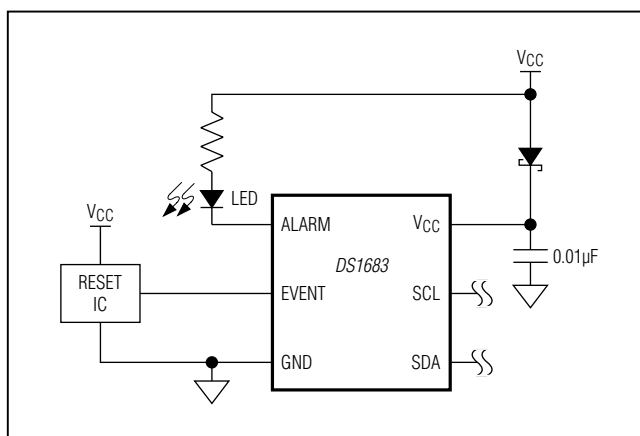 VCC
LED
VCC
ALARM
VCC
DS1683
0.01µF
RESET
IC
EVENT
SCL
GND
SDA